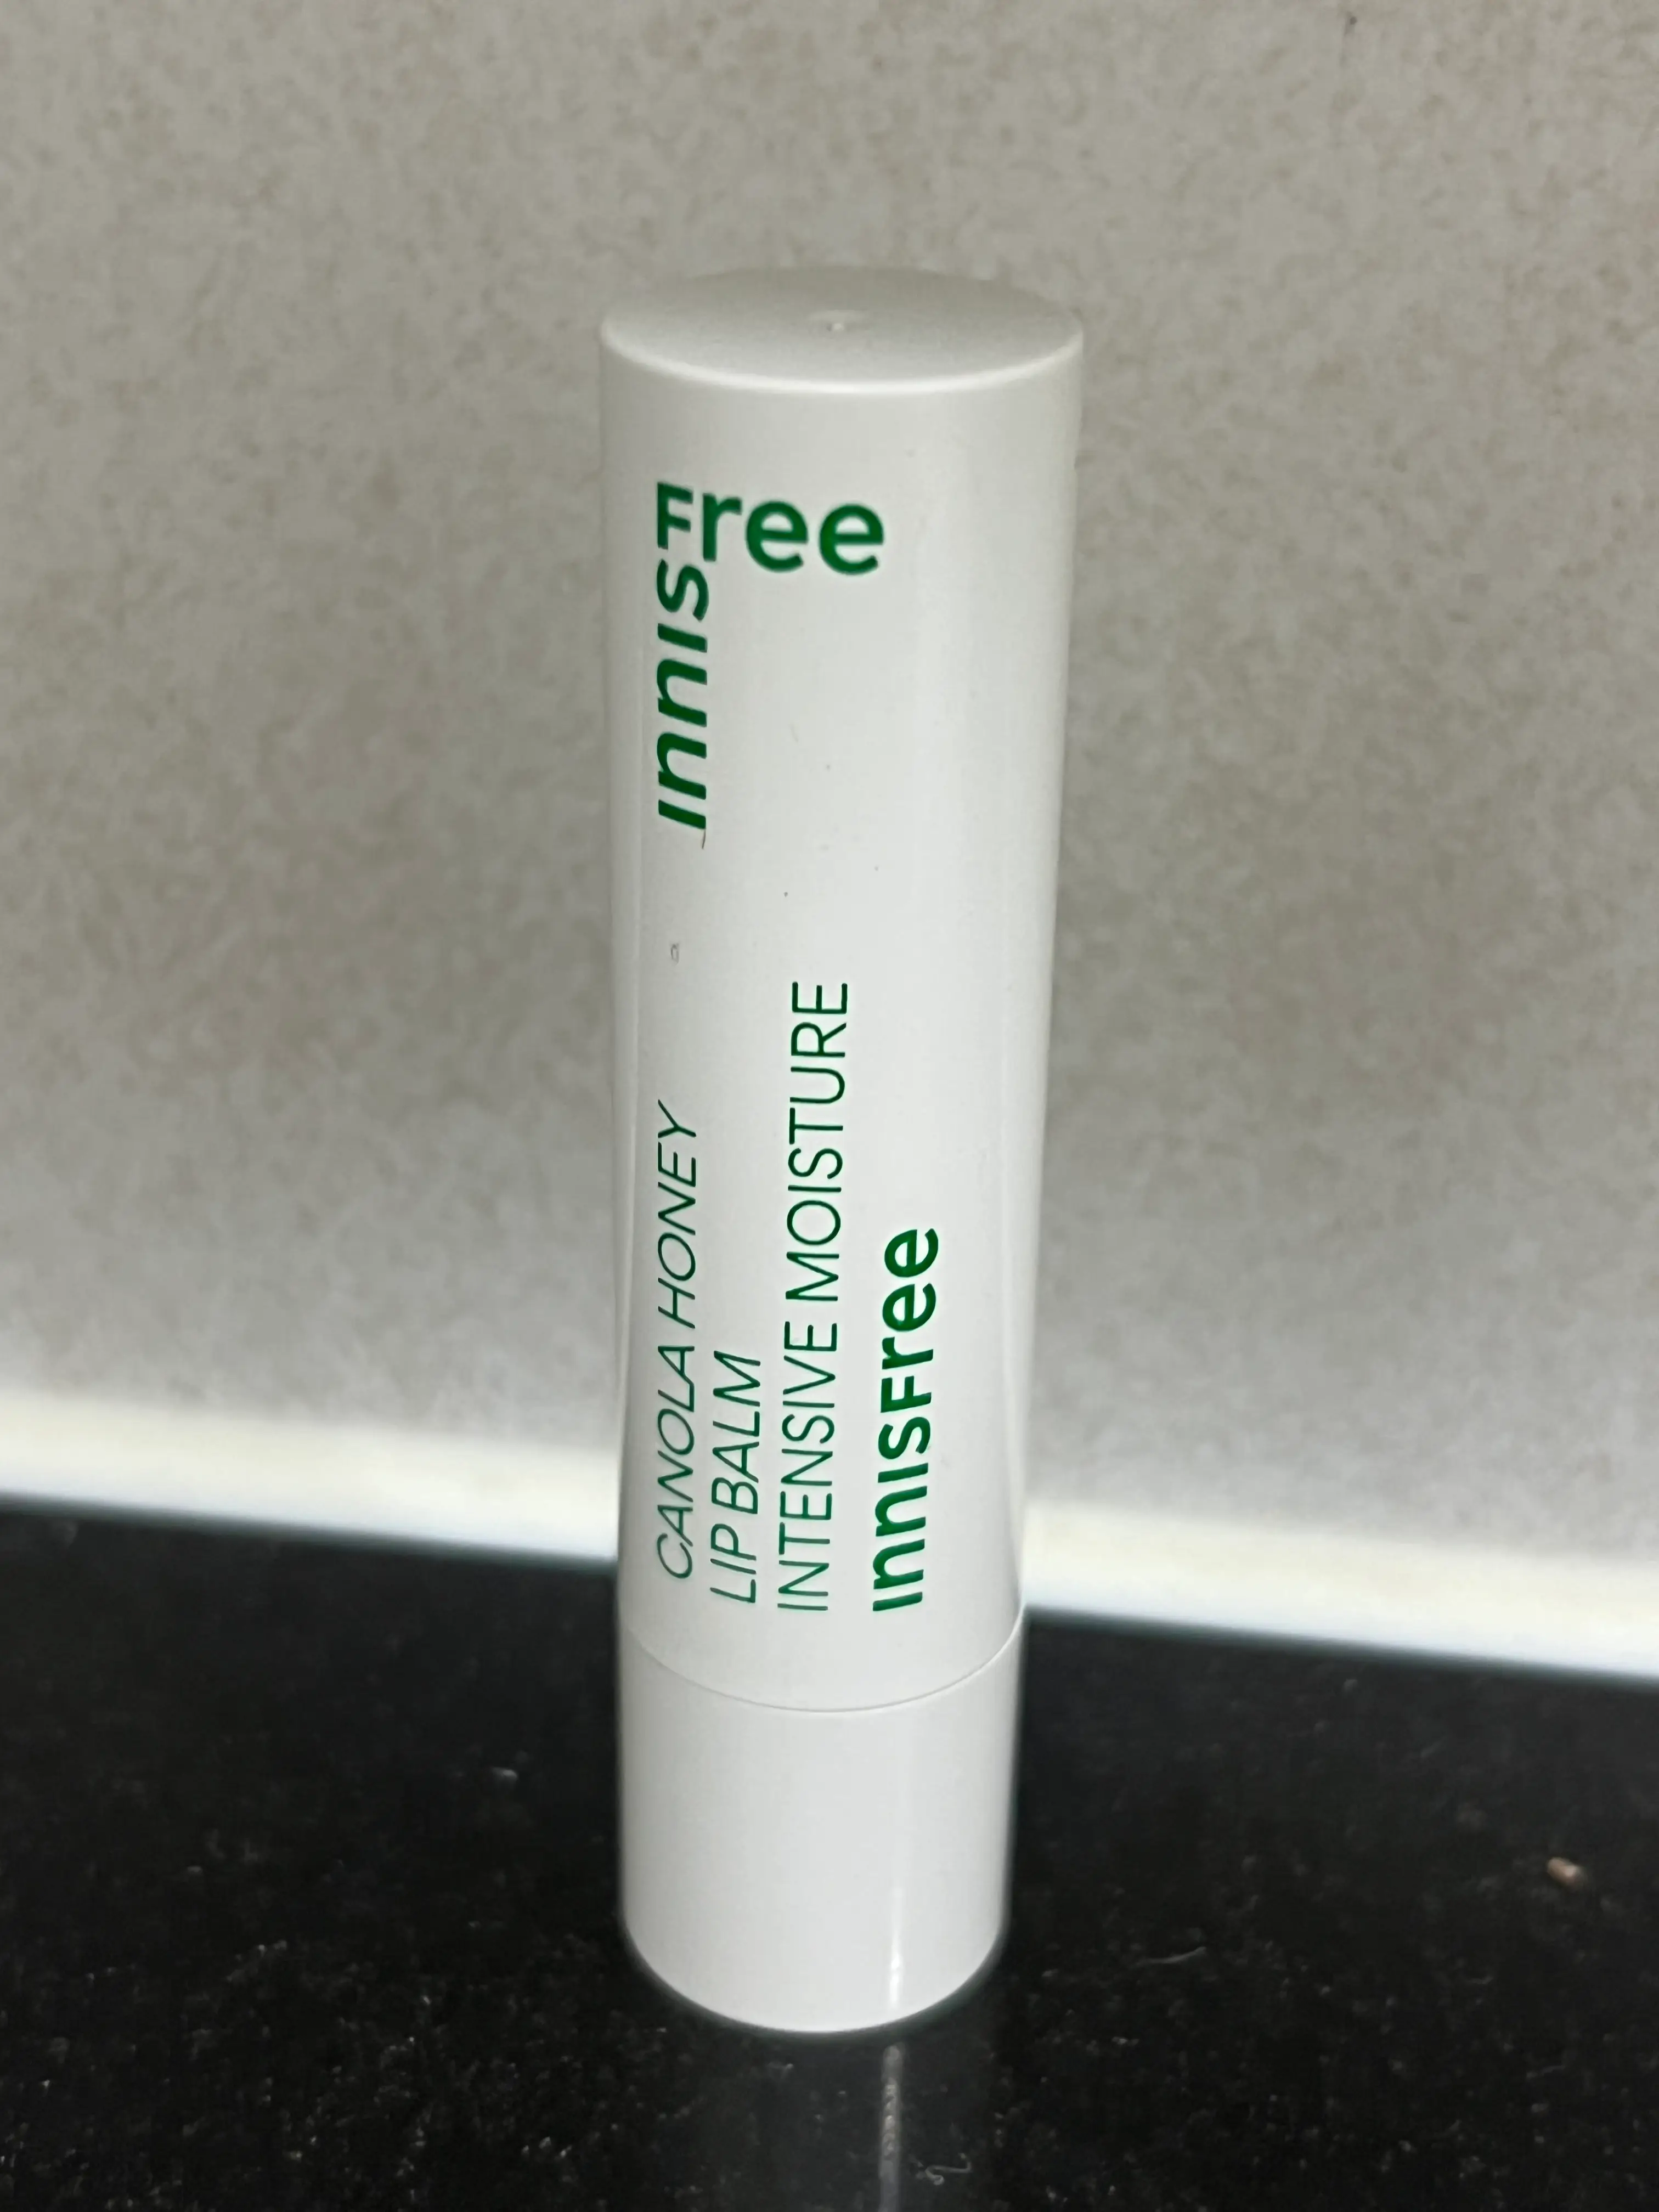 INNISFree
CANOLA HONEY
LIP BALM
INTENSIVE MOISTURE
INNISFree